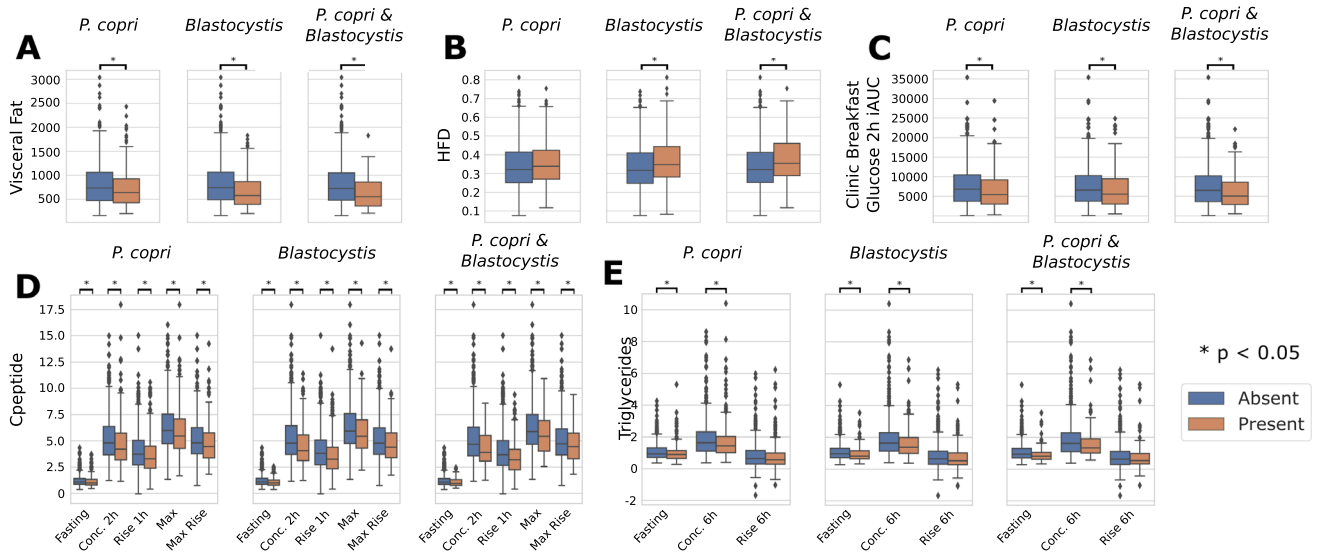 P. copri
Blastocystis
P. copri &
Blastocystis
P. copri
Blastocystis
P. copri &
Blastocystis
P. copri
Blastocystis
P. copri &
Blastocystis
A
B
C
* * *
* *
* * *
Visceral Fat
3000
2500
2000
1500
1000
500
HFD
0.8
0.7
0.6
0.5
0.4
0.3
0.2
0.1
Clinic Breakfast
Glucose 2h iAUC
35000
30000
25000
20000
15000
10000
5000
P. copri
Blastocystis
P. copri &
Blastocystis
P. copri
Blastocystis
P. copri &
Blastocystis
D
E
* * * * *
* * * * *
* * * * *
* *
* *
* *
Cpeptide
17.5
15.0
12.5
10.0
7.5
5.0
2.5
0
Triglycerides
10
8
6
4
2
0
-2
Fasting
Conc. 2h
Rise 1h
Max
Max Rise
Fasting
Conc. 2h
Rise 1h
Max
Max Rise
Fasting
Conc. 2h
Rise 1h
Max
Max Rise
Fasting
Conc. 6h
Rise 6h
Fasting
Conc. 6h
Rise 6h
Fasting
Conc. 6h
Rise 6h
* p < 0.05
Absent
Present